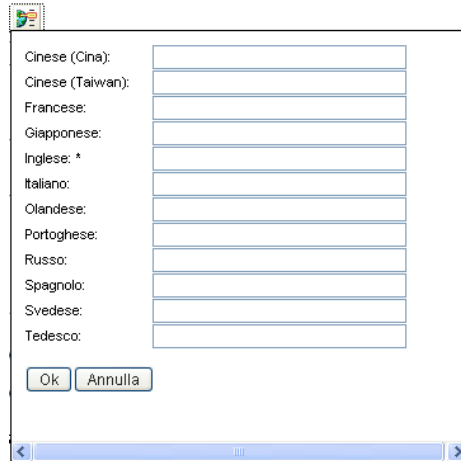 Cinese (Cina):
Cinese (Taiwan):
Francese:
Giapponese:
Inglese: *
Italiano:
Olandese:
Portoghese:
Russo:
Spagnolo:
Svedese:
Tedesco:
Ok Annulla